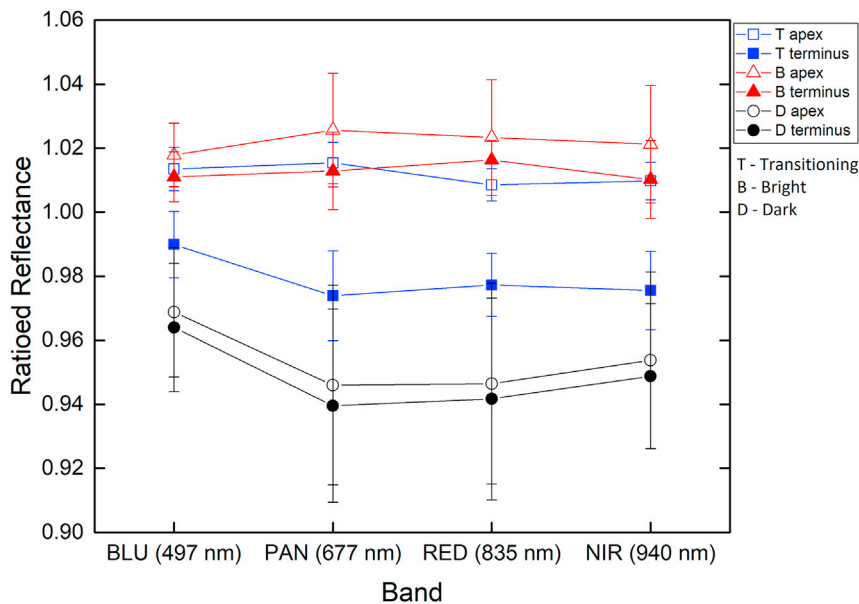 1.06
1.04
1.02
1.00
0.98
0.96
0.94
0.92
0.90
Ratioed Reflectance
BLU (497 nm) PAN (677 nm) RED (835 nm) NIR (940 nm)
Band
T apex
T terminus
B apex
B terminus
D apex
D terminus
T - Transitioning
B - Bright
D - Dark